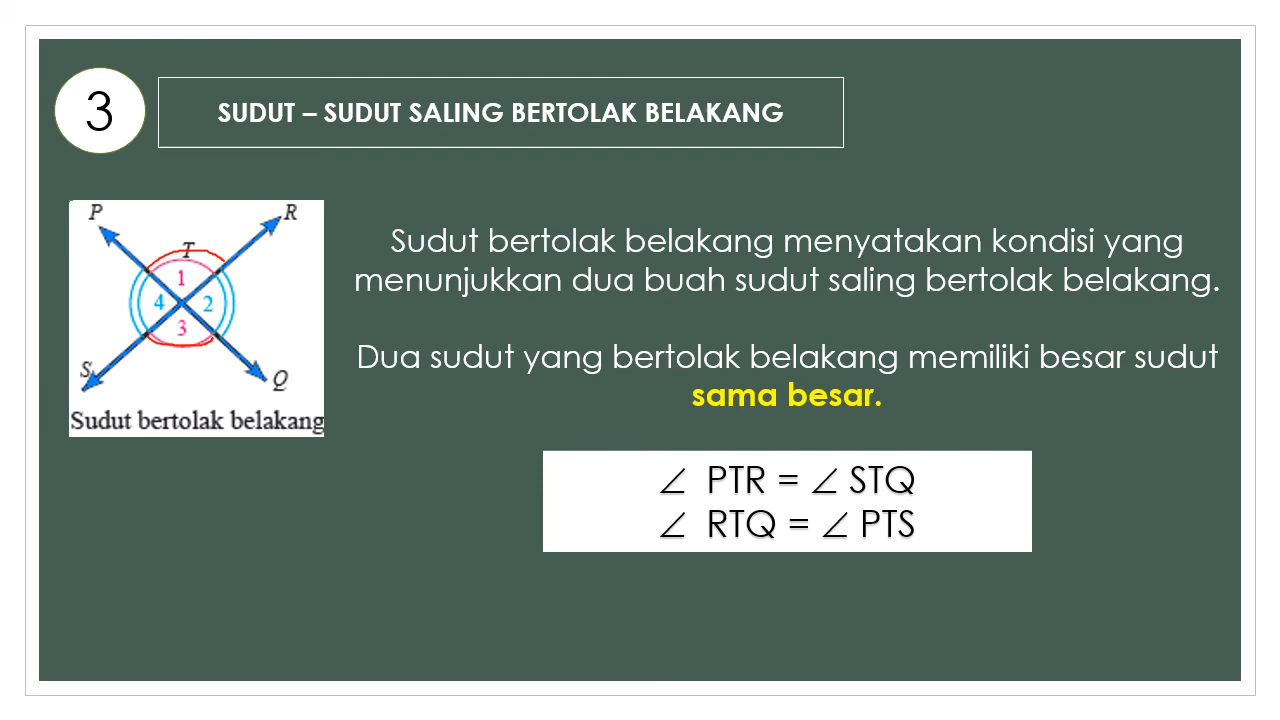 3
SUDUT – SUDUT SALING BERTOLAK BELAKANG
P
R
T
1
4
2
3
S
Q
Sudut bertolak belakang
Sudut bertolak belakang menyatakan kondisi yang
menunjukkan dua buah sudut saling bertolak belakang.
Dua sudut yang bertolak belakang memiliki besar sudut
sama besar.
∠ PTR = ∠ STQ
∠ RTQ = ∠ PTS